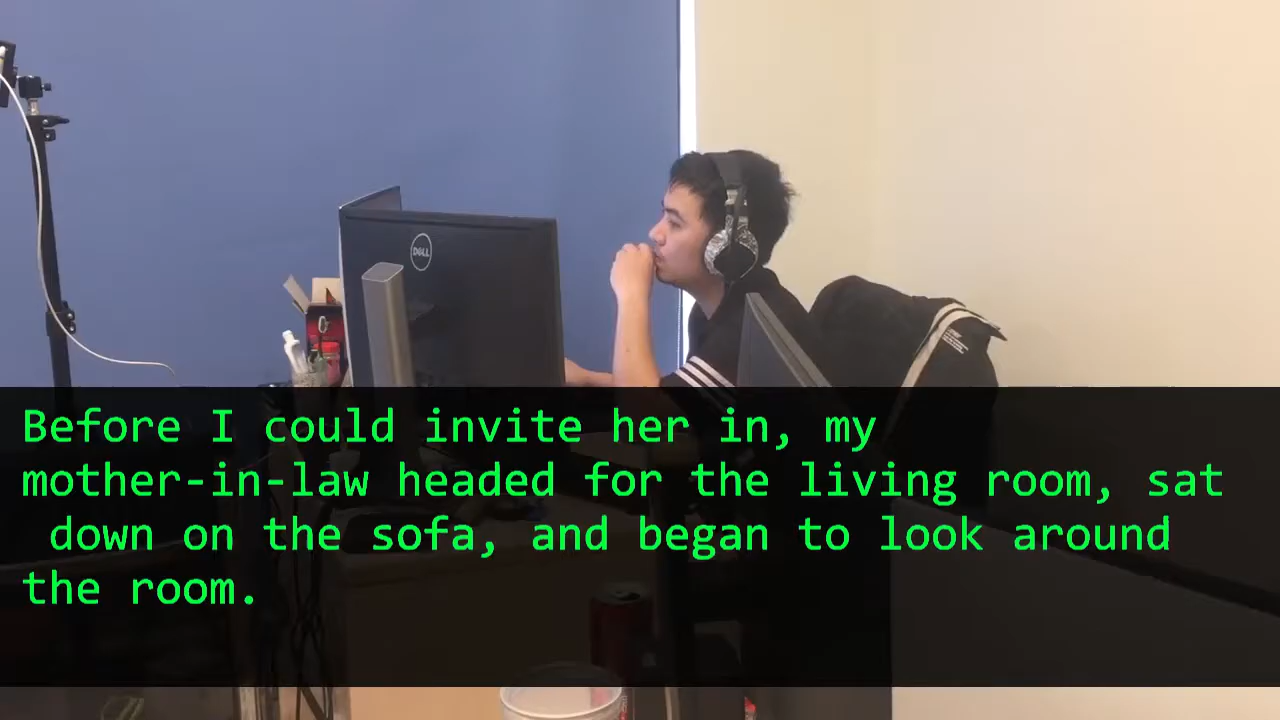 DELL
Before I could invite her in, my
mother-in-law headed for the living room, sat
down on the sofa, and began to look around
the room.